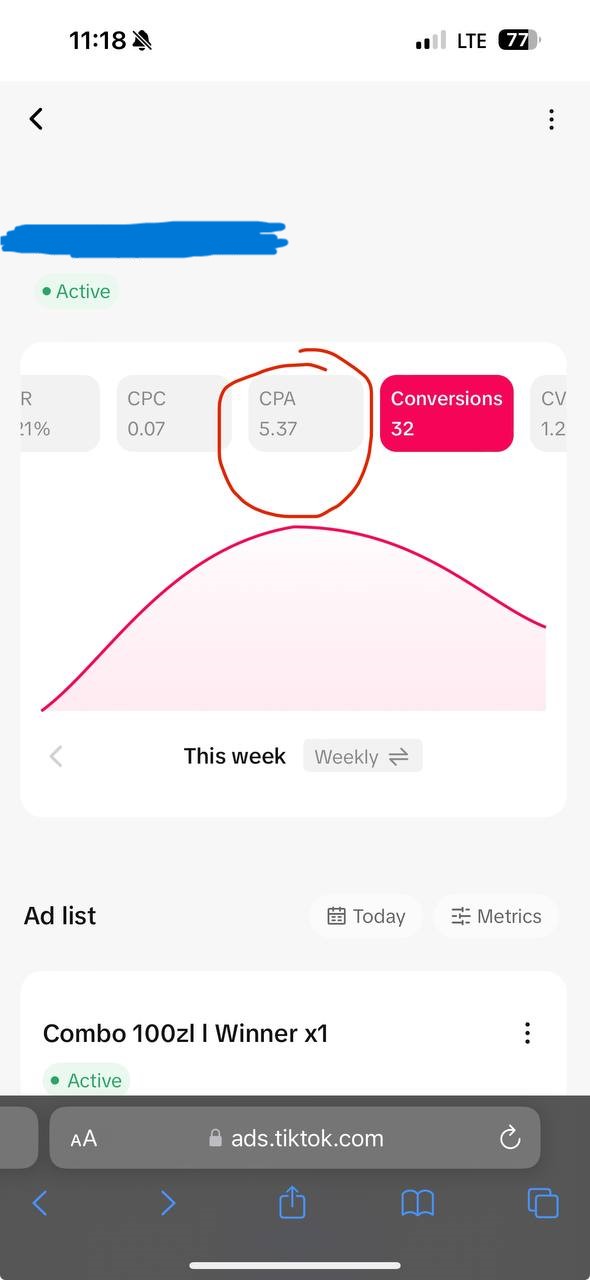 11:18
LTE 77
Active
R
21%
CPC
0.07
CPA
5.37
Conversions
32
CV
1.2
This week Weekly
Ad list Today Metrics
Combo 100zl l Winner x1
Active
AA ads.tiktok.com